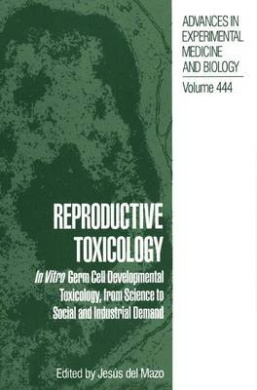 ADVANCES IN
EXPERIMENTAL
MEDICINE
AND BIOLOGY
Volume 444
REPRODUCTIVE
TOXICOLOGY
In Vitro Germ Cell Developmental
Toxicology, from Science to
Social and Industrial Demand
Edited by Jesús del Mazo